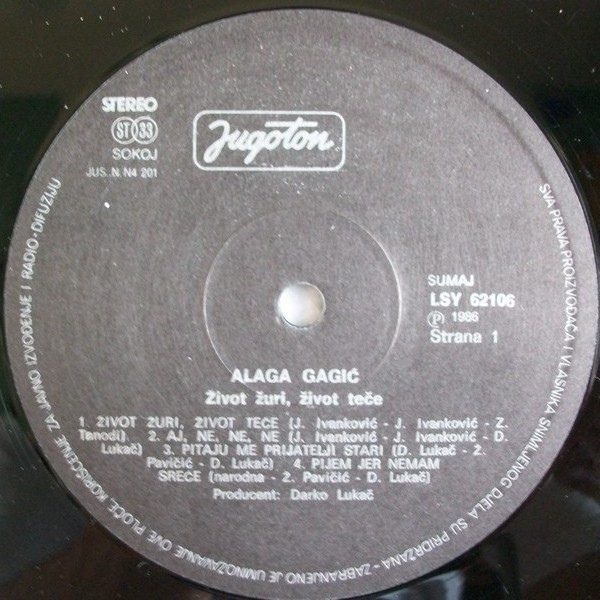 STEREO
ST 33
SOKOJ
JUS. N. N4 201
Jugoton
SUMAJ
LSY 62106
Ⓟ 1986
Strana 1
ALAGA GAGIĆ
Život žuri, život teče
1. ŽIVOT ŽURI, ŽIVOT TEČE (J. Ivanković - J. Ivanković - Z.
Tanodi) 2. AJ, NE, NE, NE (J. Ivanković - J. Ivanković - D.
Lukač) 3. PITAJU ME PRIJATELJI STARI (D. Lukač - Ž.
Pavičić - D. Lukač) 4. PIJEM JER NEMAM
SREĆE (narodna - Ž. Pavičić - D. Lukač)
Producent: Darko Lukač
SVA PRAVA PROIZVOĐAČA I VLASNIKA SNIMLJENOG DJELA SU PRIDRŽANA - ZABRANJENO JE UMNOŽAVANJE OVE PLOČE, KORIŠĆENJE ZA JAVNO IZVOĐENJE I RADIO-DIFUZIJU